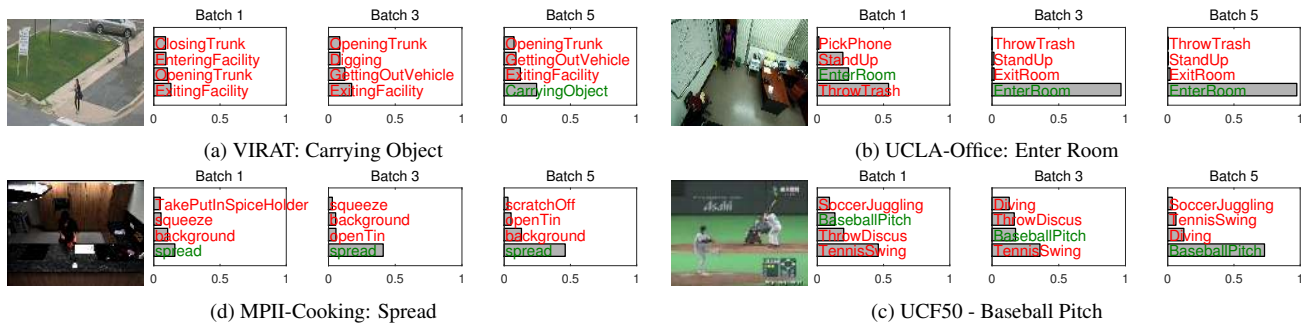 Batch 1 Batch 3 Batch 5
ClosingTrunk
EnteringFacility
OpeningTrunk
ExitingFacility
0 0.5 1
OpeningTrunk
Digging
GettingOutVehicle
ExitingFacility
0 0.5 1
OpeningTrunk
GettingOutVehicle
ExitingFacility
CarryingObject
0 0.5 1
(a) VIRAT: Carrying Object
Batch 1 Batch 3 Batch 5
PickPhone
StandUp
EnterRoom
ThrowTrash
0 0.5 1
ThrowTrash
StandUp
ExitRoom
EnterRoom
0 0.5 1
ThrowTrash
StandUp
ExitRoom
EnterRoom
0 0.5 1
(b) UCLA-Office: Enter Room
Batch 1 Batch 3 Batch 5
TakePutInSpiceHolder
squeeze
background
spread
0 0.5 1
squeeze
background
openTin
spread
0 0.5 1
scratchOff
openTin
background
spread
0 0.5 1
(d) MPII-Cooking: Spread
Asahi
Batch 1 Batch 3 Batch 5
SoccerJuggling
BaseballPitch
ThrowDiscus
TennisSwing
0 0.5 1
Diving
ThrowDiscus
BaseballPitch
TennisSwing
0 0.5 1
SoccerJuggling
TennisSwing
Diving
BaseballPitch
0 0.5 1
(c) UCF50 - Baseball Pitch